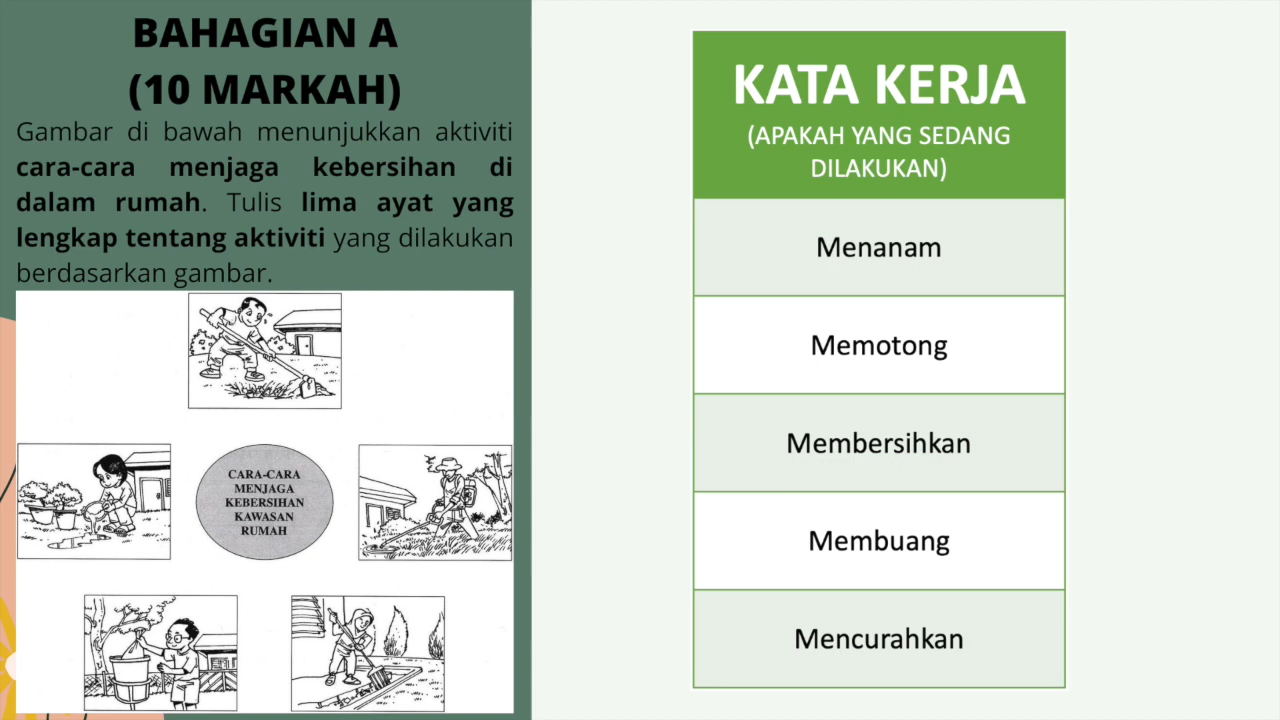 BAHAGIAN A
(10 MARKAH)
Gambar di bawah menunjukkan aktiviti
cara-cara menjaga kebersihan di
dalam rumah. Tulis lima ayat yang
lengkap tentang aktiviti yang dilakukan
berdasarkan gambar.
CARA-CARA
MENJAGA
KEBERSIHAN
KAWASAN
RUMAH
KATA KERJA
(APAKAH YANG SEDANG
DILAKUKAN)
Menanam
Memotong
Membersihkan
Membuang
Mencurahkan